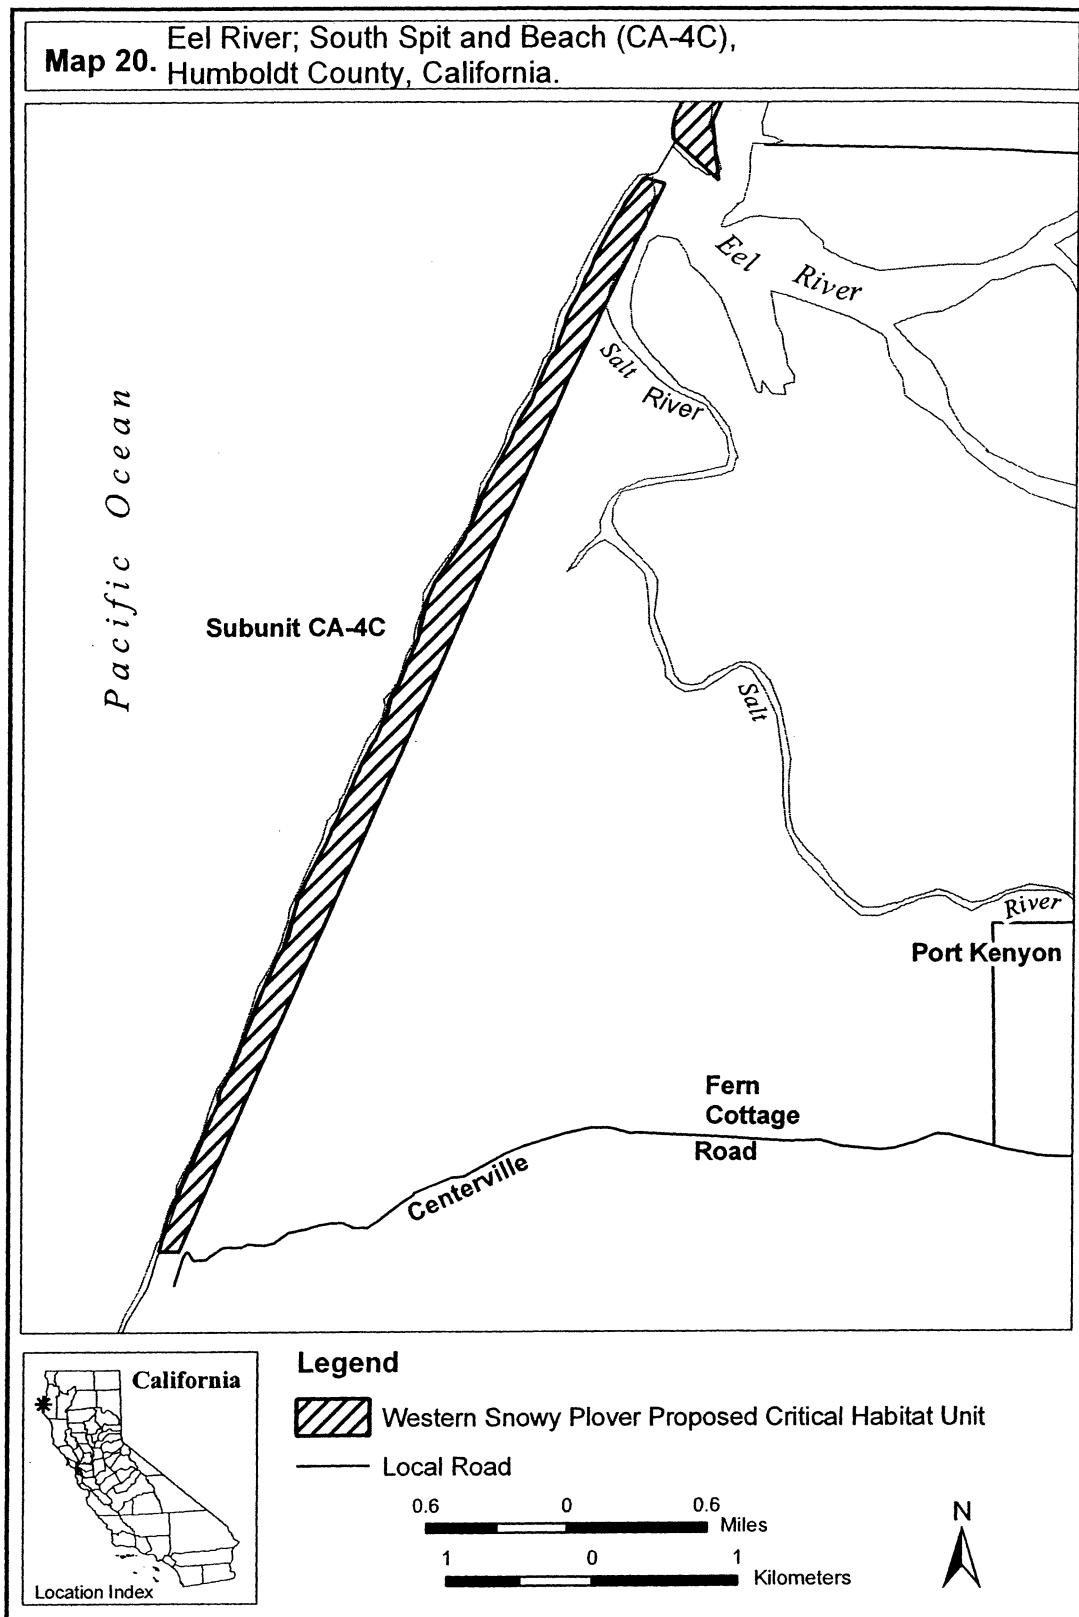 Map 20. Eel River; South Spit and Beach (CA-4C),
Humboldt County, California.
Eel River
Salt River
Pacific Ocean
Subunit CA-4C
Salt
River
Port Kenyon
Fern
Cottage
Road
Centerville
Legend
California
Western Snowy Plover Proposed Critical Habitat Unit
Local Road
0.6 0 0.6
Miles
N
1 0 1
Kilometers
Location Index